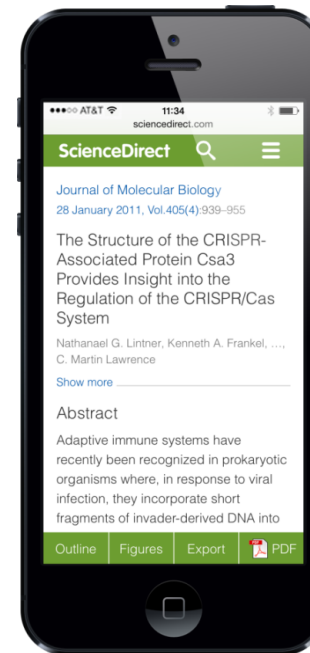 AT&T 11:34
sciencedirect.com
ScienceDirect
Journal of Molecular Biology
28 January 2011, Vol.405(4):939–955
The Structure of the CRISPR-
Associated Protein Csa3
Provides Insight into the
Regulation of the CRISPR/Cas
System
Nathanael G. Lintner, Kenneth A. Frankel, ...,
C. Martin Lawrence
Show more
Abstract
Adaptive immune systems have
recently been recognized in prokaryotic
organisms where, in response to viral
infection, they incorporate short
fragments of invader-derived DNA into
Outline Figures Export PDF PDF